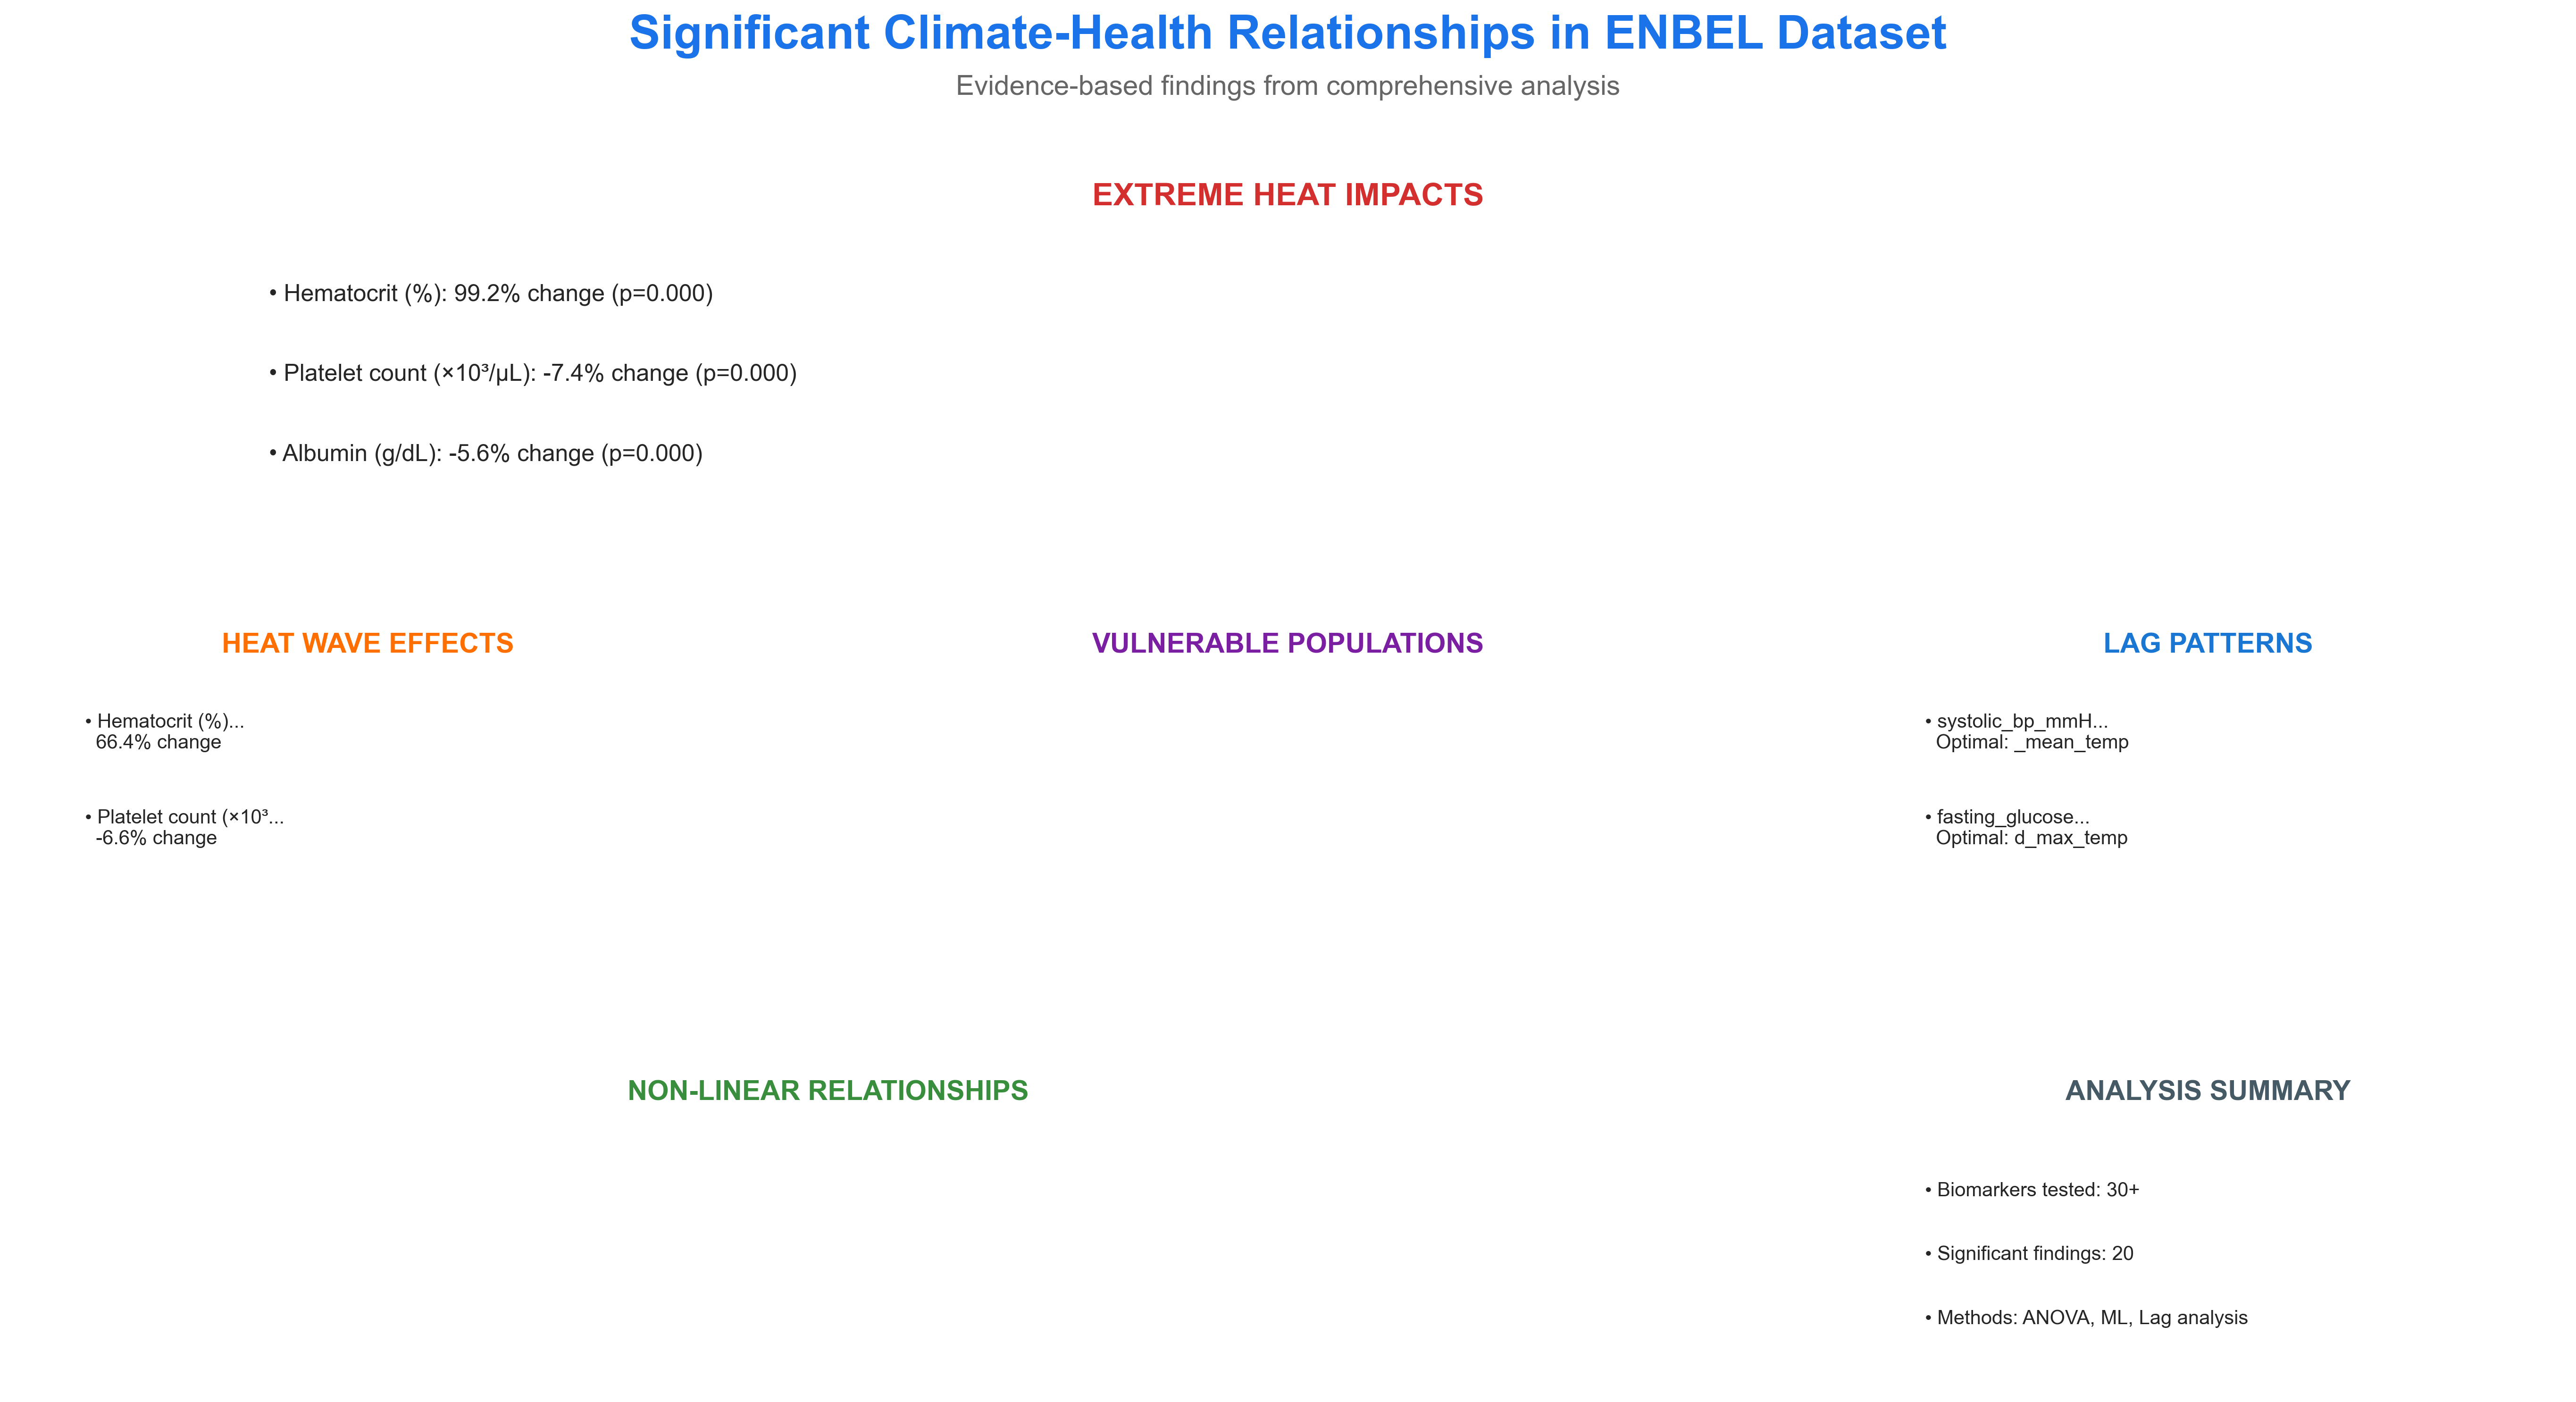 Significant Climate-Health Relationships in ENBEL Dataset
Evidence-based findings from comprehensive analysis
EXTREME HEAT IMPACTS
• Hematocrit (%): 99.2% change (p=0.000)
• Platelet count (×10³/μL): -7.4% change (p=0.000)
• Albumin (g/dL): -5.6% change (p=0.000)
HEAT WAVE EFFECTS
• Hematocrit (%)...
66.4% change
• Platelet count (×10³...
-6.6% change
VULNERABLE POPULATIONS
LAG PATTERNS
• systolic_bp_mmH...
Optimal: _mean_temp
• fasting_glucose...
Optimal: d_max_temp
NON-LINEAR RELATIONSHIPS
ANALYSIS SUMMARY
• Biomarkers tested: 30+
• Significant findings: 20
• Methods: ANOVA, ML, Lag analysis